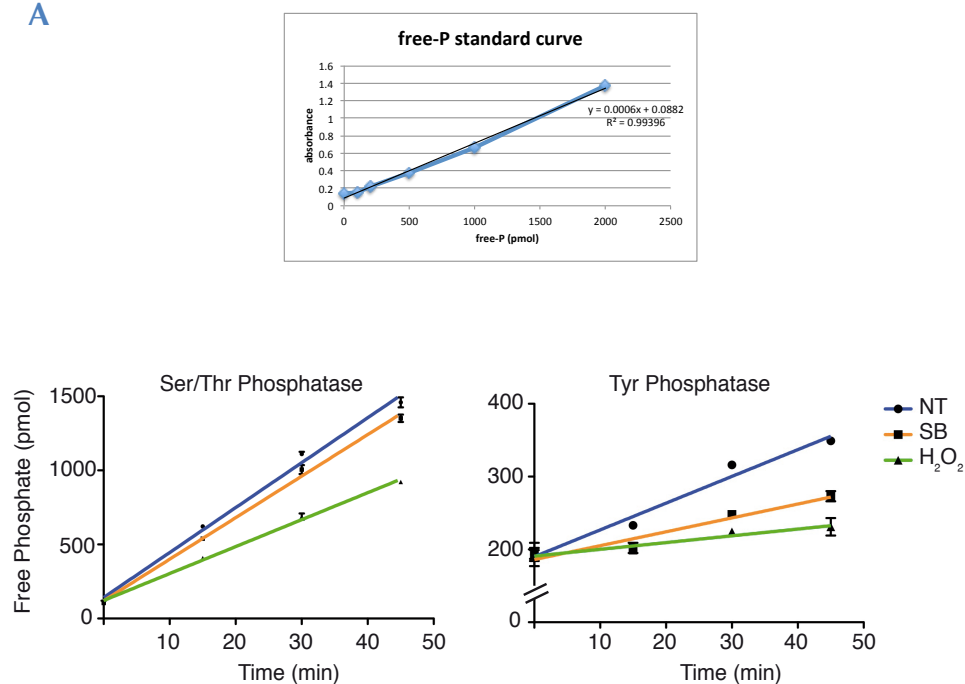 A
free-P standard curve
absorbance
1.6
1.4
1.2
1
0.8
0.6
0.4
0.2
0
y = 0.0006x + 0.0882
R² = 0.99396
0 500 1000 1500 2000 2500
free-P (pmol)
Ser/Thr Phosphatase
Free Phosphate (pmol)
1500
1000
500
0
10 20 30 40 50
Time (min)
Tyr Phosphatase
400
300
200
0
10 20 30 40 50
Time (min)
NT
SB
H₂O₂